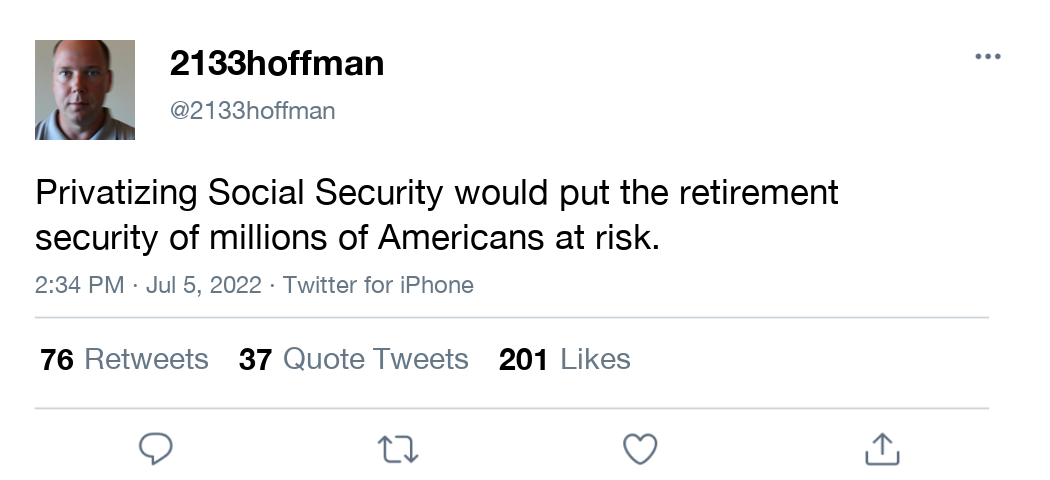 2133hoffman
@2133hoffman
Privatizing Social Security would put the retirement
security of millions of Americans at risk.
2:34 PM · Jul 5, 2022 · Twitter for iPhone
76 Retweets 37 Quote Tweets 201 Likes